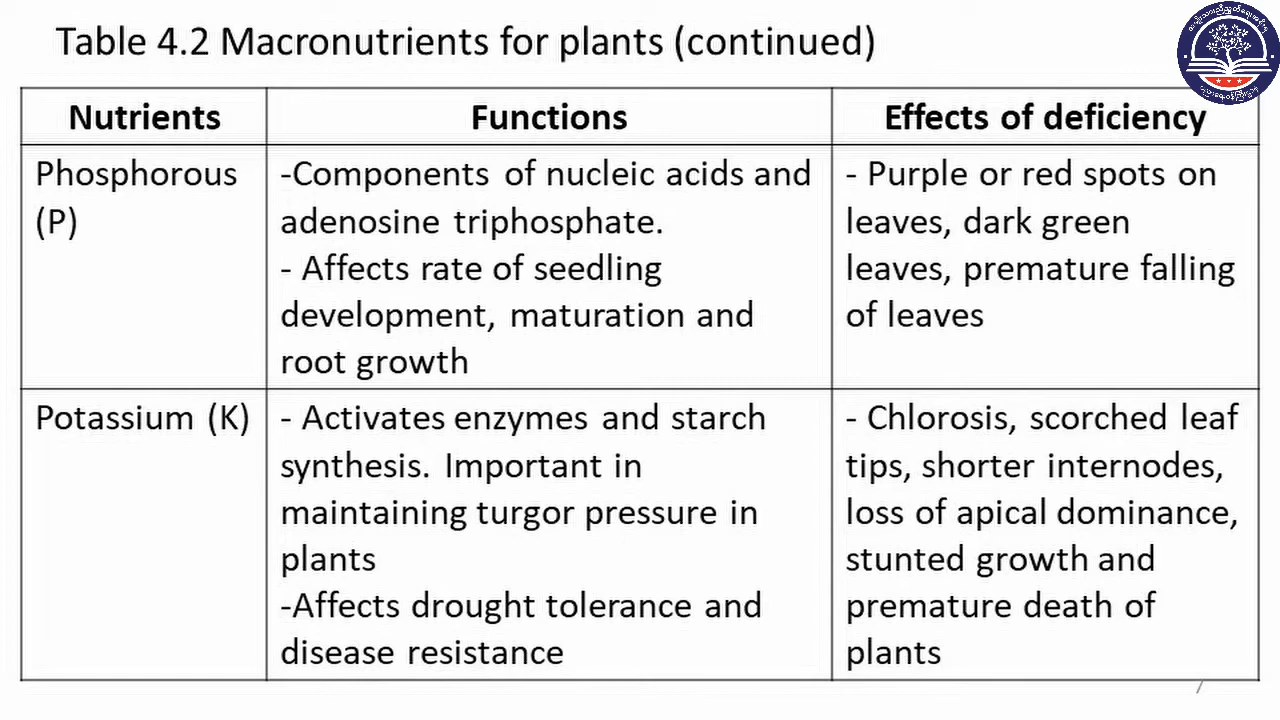 Table 4.2 Macronutrients for plants (continued)
Nutrients
Functions
Effects of deficiency
Phosphorous
(P)
-Components of nucleic acids and
adenosine triphosphate.
- Affects rate of seedling
development, maturation and
root growth
- Purple or red spots on
leaves, dark green
leaves, premature falling
of leaves
Potassium (K)
- Activates enzymes and starch
synthesis. Important in
maintaining turgor pressure in
plants
-Affects drought tolerance and
disease resistance
- Chlorosis, scorched leaf
tips, shorter internodes,
loss of apical dominance,
stunted growth and
premature death of
plants
7